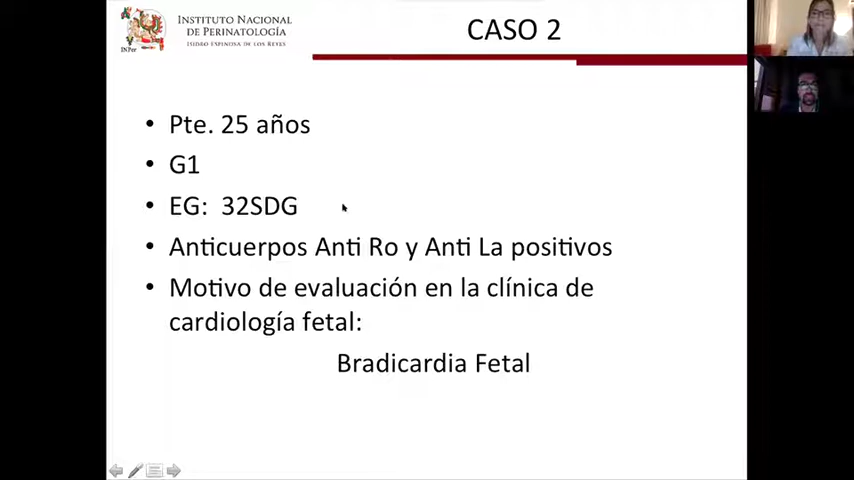 INSTITUTO NACIONAL
DE PERINATOLOGÍA
ISIDRO ESPINOSA DE LOS REYES
INPer
CASO 2
• Pte. 25 años
• G1
• EG: 32SDG
• Anticuerpos Anti Ro y Anti La positivos
• Motivo de evaluación en la clínica de
cardiología fetal:
Bradicardia Fetal